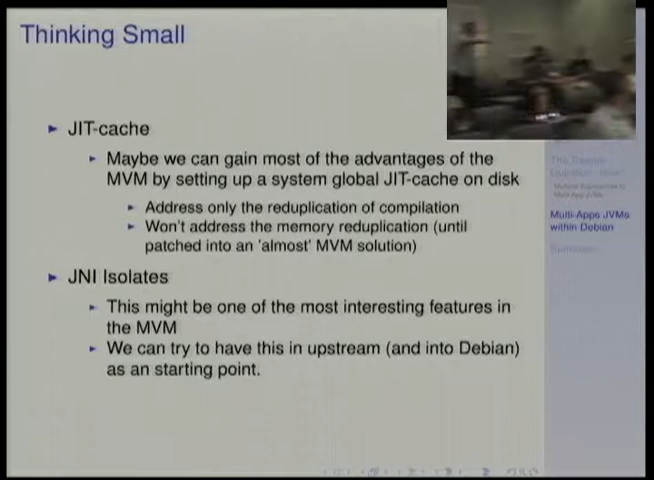 Thinking Small
JIT-cache
Maybe we can gain most of the advantages of the
MVM by setting up a system global JIT-cache on disk
Address only the reduplication of compilation
Won't address the memory reduplication (until
patched into an 'almost' MVM solution)
JNI Isolates
This might be one of the most interesting features in
the MVM
We can try to have this in upstream (and into Debian)
as an starting point.
Multi-Apps JVMs
within Debian